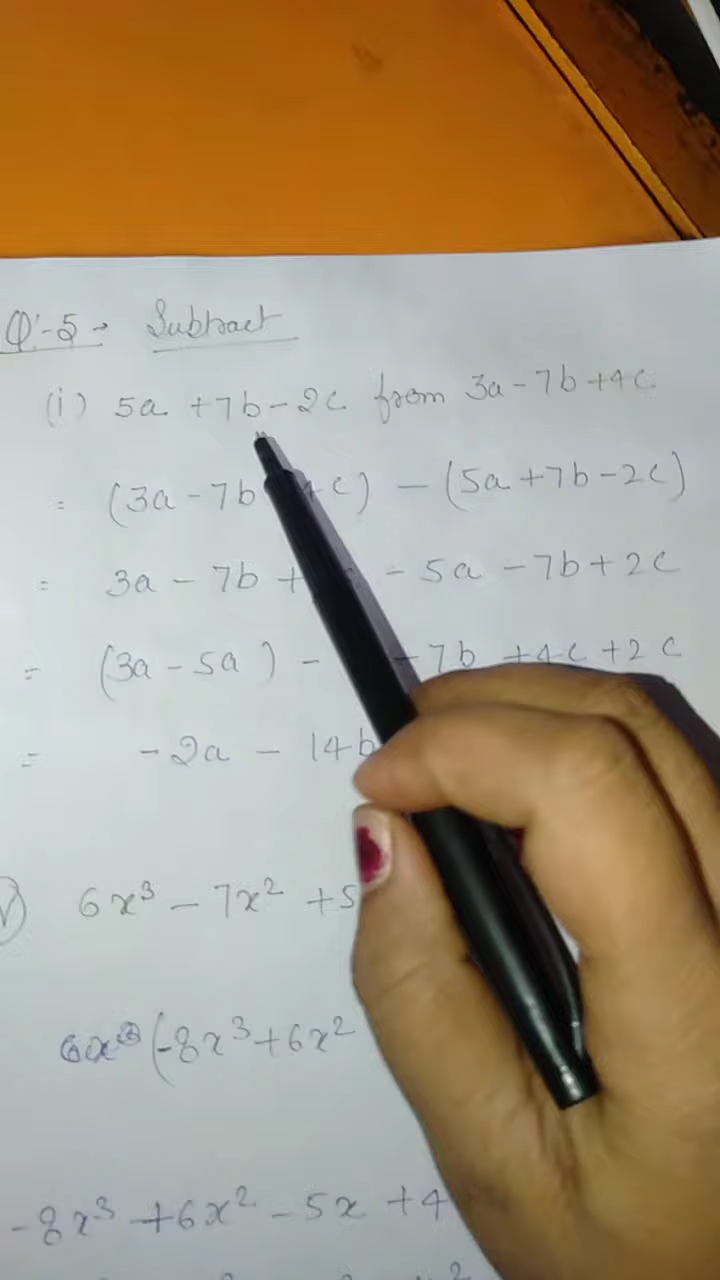 Q-5 → Subtract
(i) 5a + 7b - 2c from 3a - 7b + 4c
= (3a - 7b 4c) - (5a + 7b - 2c)
= 3a - 7b + - 5a - 7b + 2c
= (3a - 5a) - - 7b + 4c + 2c
= -2a - 14b
6x³ - 7x² + 5
6x³ (-8x³ + 6x²
-8x³ + 6x² - 5x + 4